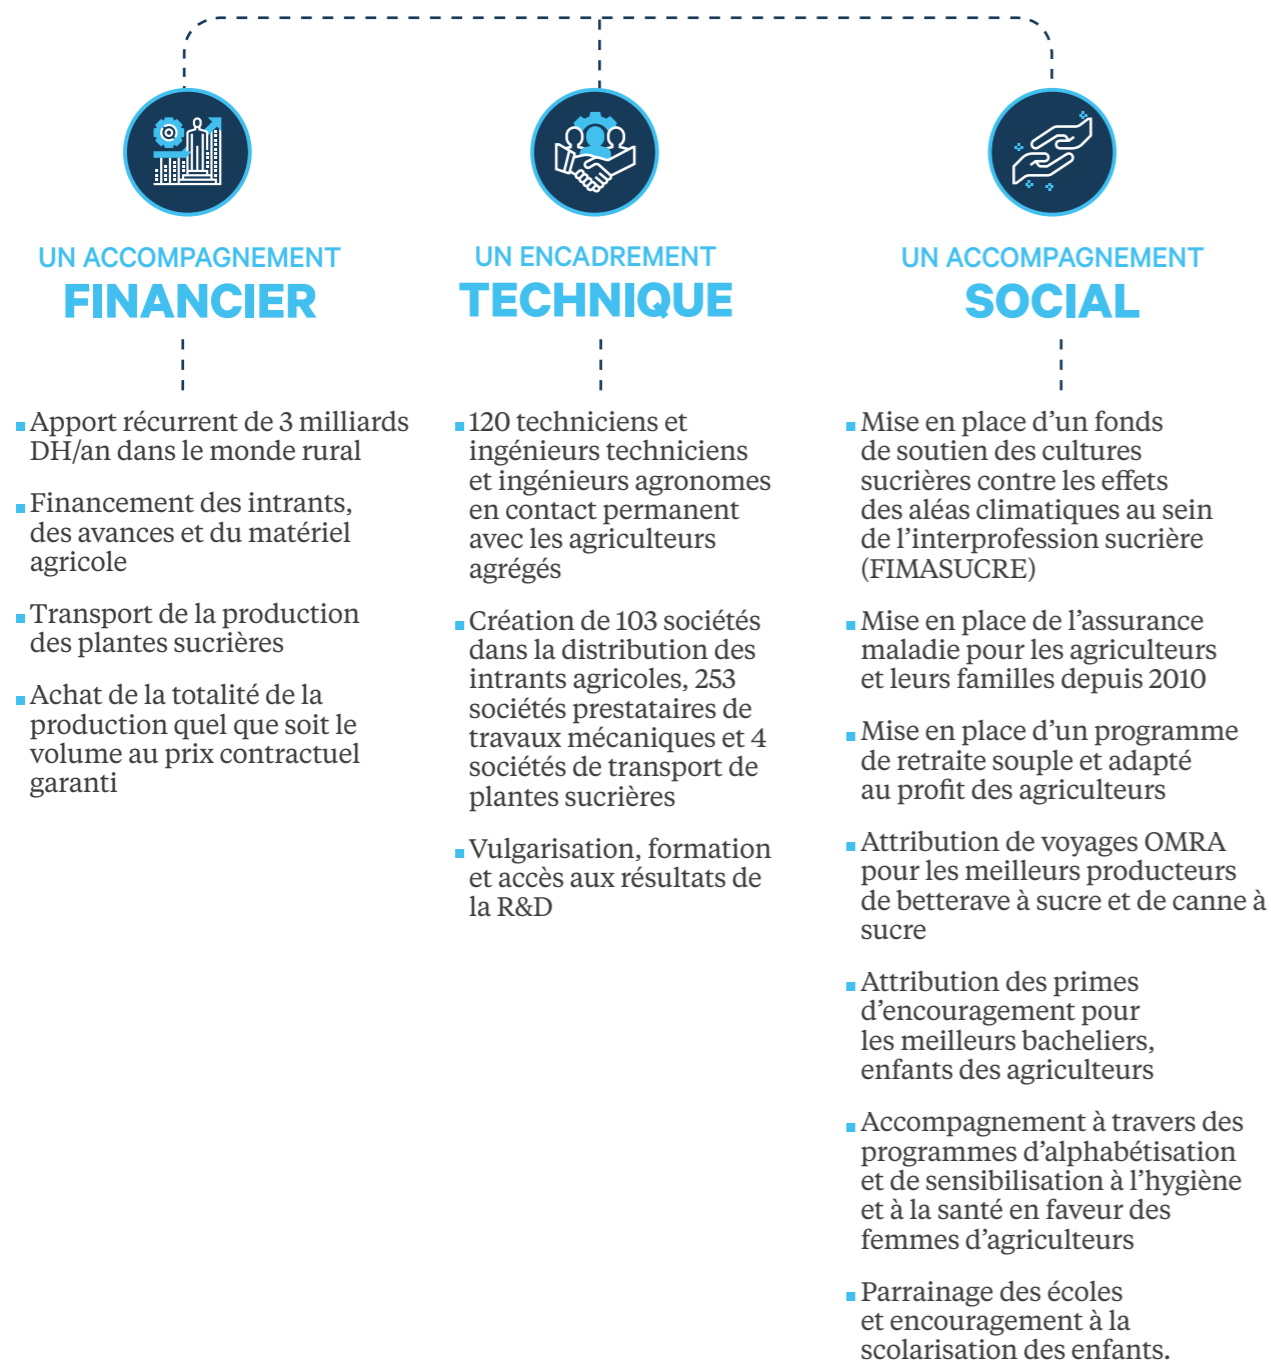 UN ACCOMPAGNEMENT
FINANCIER
Apport récurrent de 3 milliards
DH/an dans le monde rural
Financement des intrants,
des avances et du matériel
agricole
Transport de la production
des plantes sucrières
Achat de la totalité de la
production quel que soit le
volume au prix contractuel
garanti
UN ENCADREMENT
TECHNIQUE
120 techniciens et
ingénieurs techniciens
et ingénieurs agronomes
en contact permanent
avec les agriculteurs
agrégés
Création de 103 sociétés
dans la distribution des
intrants agricoles, 253
sociétés prestataires de
travaux mécaniques et 4
sociétés de transport de
plantes sucrières
Vulgarisation, formation
et accès aux résultats de
la R&D
UN ACCOMPAGNEMENT
SOCIAL
Mise en place d’un fonds
de soutien des cultures
sucrières contre les effets
des aléas climatiques au sein
de l’interprofession sucrière
(FIMASUCRE)
Mise en place de l’assurance
maladie pour les agriculteurs
et leurs familles depuis 2010
Mise en place d’un programme
de retraite souple et adapté
au profit des agriculteurs
Attribution de voyages OMRA
pour les meilleurs producteurs
de betterave à sucre et de canne à
sucre
Attribution des primes
d’encouragement pour
les meilleurs bacheliers,
enfants des agriculteurs
Accompagnement à travers des
programmes d’alphabétisation
et de sensibilisation à l’hygiène
et à la santé en faveur des
femmes d’agriculteurs
Parrainage des écoles
et encouragement à la
scolarisation des enfants.